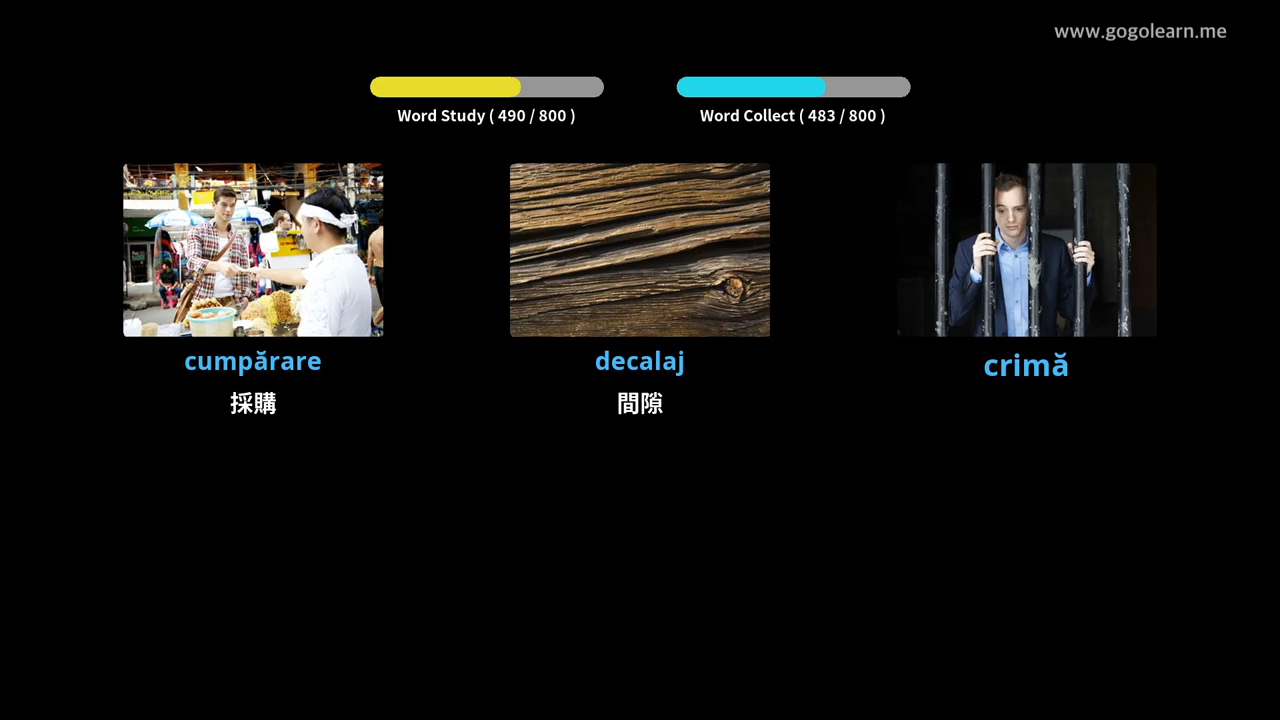 www.gogolearn.me
Word Study ( 490 / 800 )
Word Collect ( 483 / 800 )
cumpărare
decalaj
crimă
採購
間隙